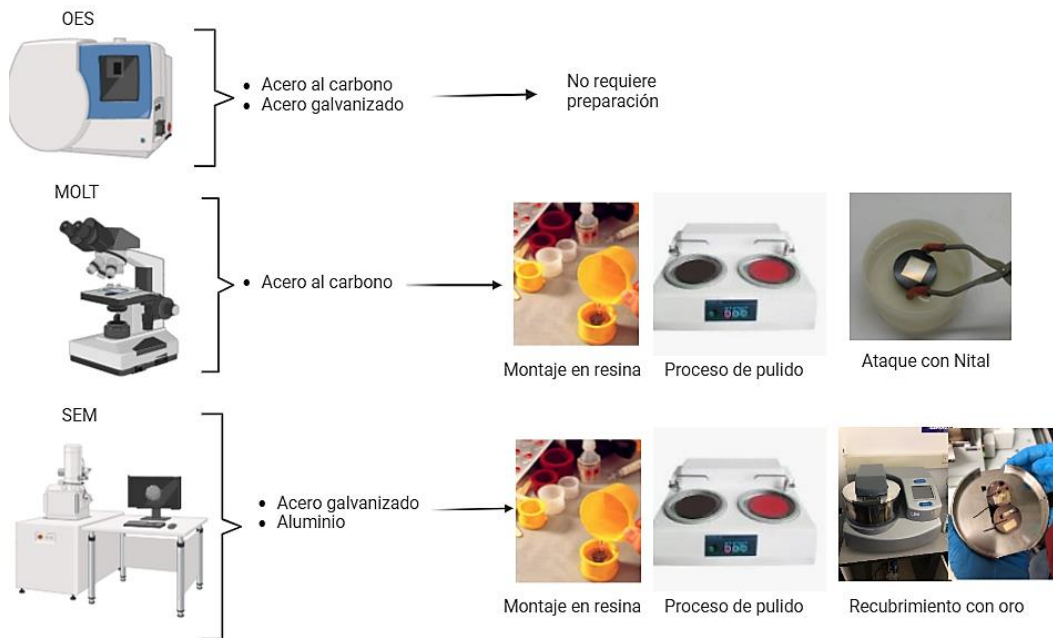 OES
• Acero al carbono
• Acero galvanizado
No requiere
preparación
MOLT
• Acero al carbono
Montaje en resina
Proceso de pulido
Ataque con Nital
SEM
• Acero galvanizado
• Aluminio
Montaje en resina
Proceso de pulido
Recubrimiento con oro